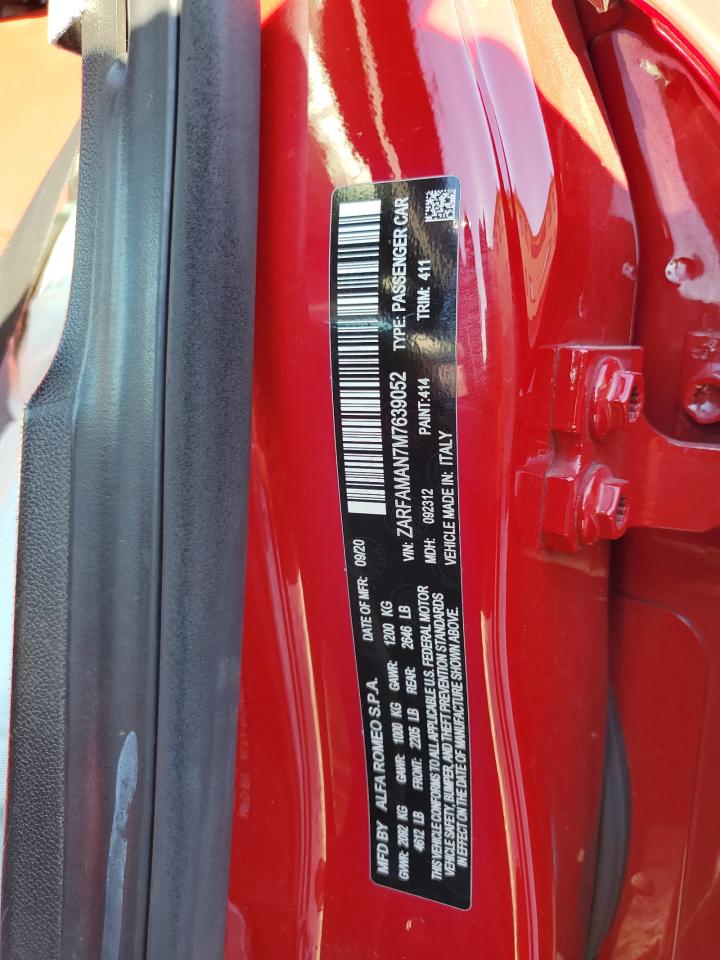 MFD BY ALFA ROMEO S.P.A. DATE OF MFR: 09/20
GVWR: 2092 KG GAWR: 1000 KG GAWR: 1200 KG
4612 LB FRONT: 2205 LB REAR: 2646 LB
THIS VEHICLE CONFORMS TO ALL APPLICABLE U.S. FEDERAL MOTOR
VEHICLE SAFETY, BUMPER, AND THEFT PREVENTION STANDARDS
IN EFFECT ON THE DATE OF MANUFACTURE SHOWN ABOVE.
VIN: ZARFAMAN7M7639052 TYPE: PASSENGER CAR
MDH: 092312 PAINT:414 TRIM: 411
VEHICLE MADE IN: ITALY